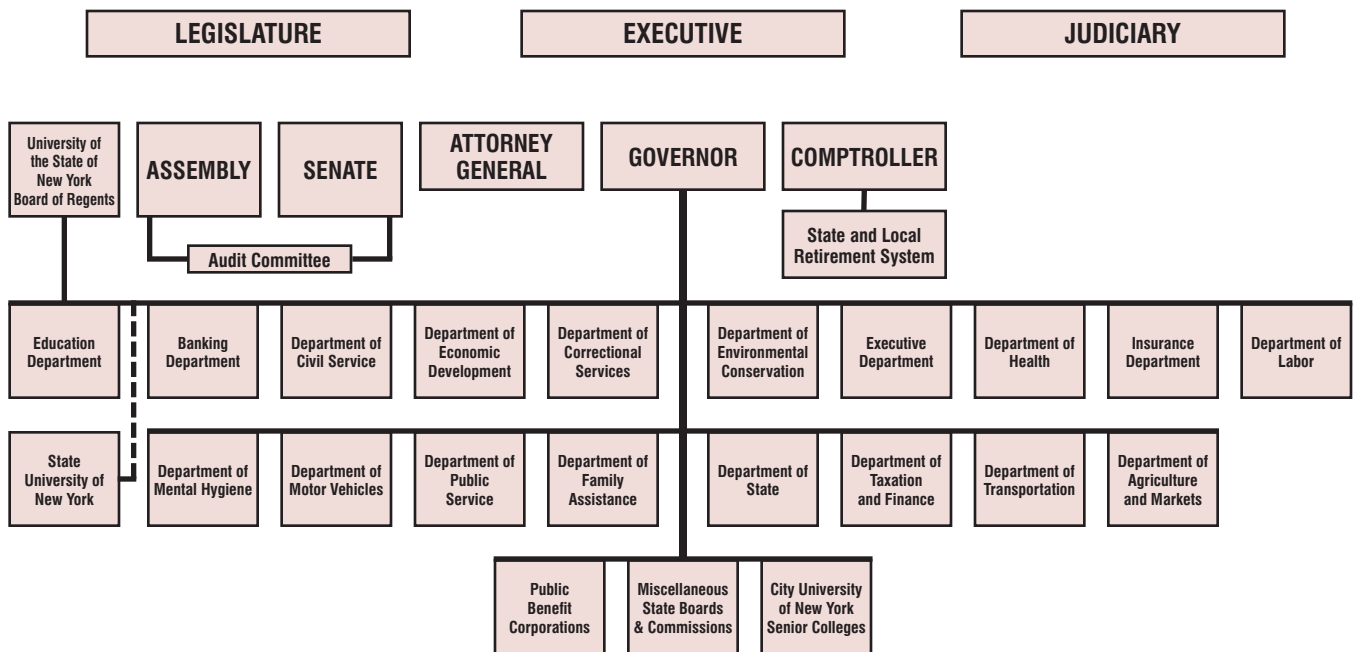 LEGISLATURE
EXECUTIVE
JUDICIARY
University of
the State of
New York
Board of Regents
ASSEMBLY
SENATE
ATTORNEY
GENERAL
GOVERNOR
COMPTROLLER
Audit Committee
State and Local
Retirement System
Education
Department
Banking
Department
Department of
Civil Service
Department of
Economic
Development
Department of
Correctional
Services
Department of
Environmental
Conservation
Executive
Department
Department of
Health
Insurance
Department
Department of
Labor
State
University of
New York
Department of
Mental Hygiene
Department of
Motor Vehicles
Department of
Public
Service
Department of
Family
Assistance
Department of
State
Department of
Taxation
and Finance
Department of
Transportation
Department of
Agriculture
and Markets
Public
Benefit
Corporations
Miscellaneous
State Boards
& Commissions
City University
of New York
Senior Colleges